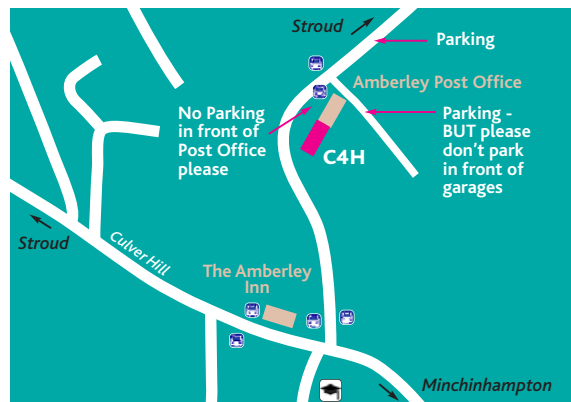 Stroud
Parking
Amberley Post Office
No Parking
in front of
Post Office
please
Parking -
BUT please
don't park
in front of
garages
C4H
Stroud
Culver Hill
The Amberley
Inn
Minchinhampton